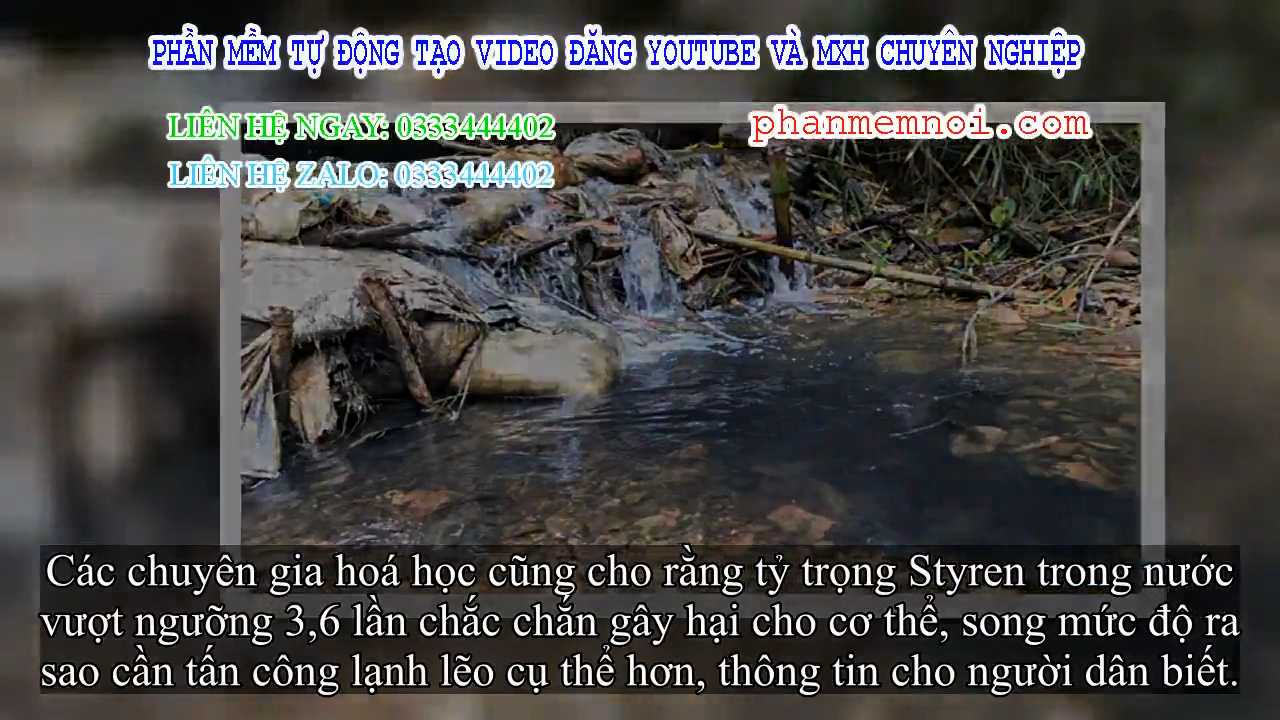 PHẦN MỀM TỰ ĐỘNG TẠO VIDEO ĐĂNG YOUTUBE VÀ MXH CHUYÊN NGHIỆP
LIÊN HỆ NGAY: 0333444402
phanmemnoi.com
LIÊN HỆ ZALO: 0333444402
Các chuyên gia hoá học cũng cho rằng tỷ trọng Styren trong nước
vượt ngưỡng 3,6 lần chắc chắn gây hại cho cơ thể, song mức độ ra
sao cần tấn công lạnh lẽo cụ thể hơn, thông tin cho người dân biết.